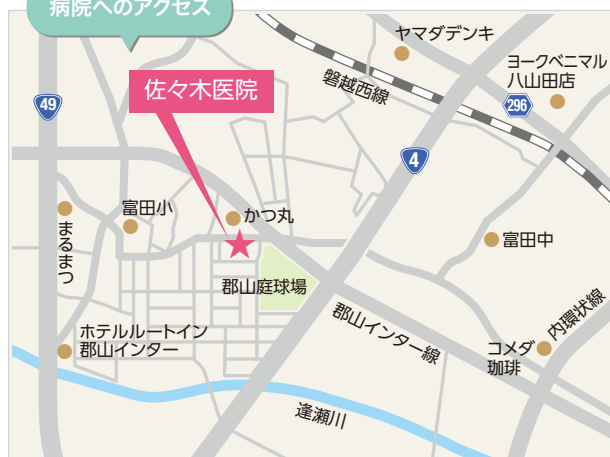 病院へのアクセス
佐々木医院
ヤマダデンキ
ヨークベニマル
八山田店
磐越西線
296
49
4
富田小
かつ丸
まるまつ
富田中
郡山庭球場
郡山インター線
内環状線
ホテルルートイン
郡山インター
コメダ
珈琲
逢瀬川